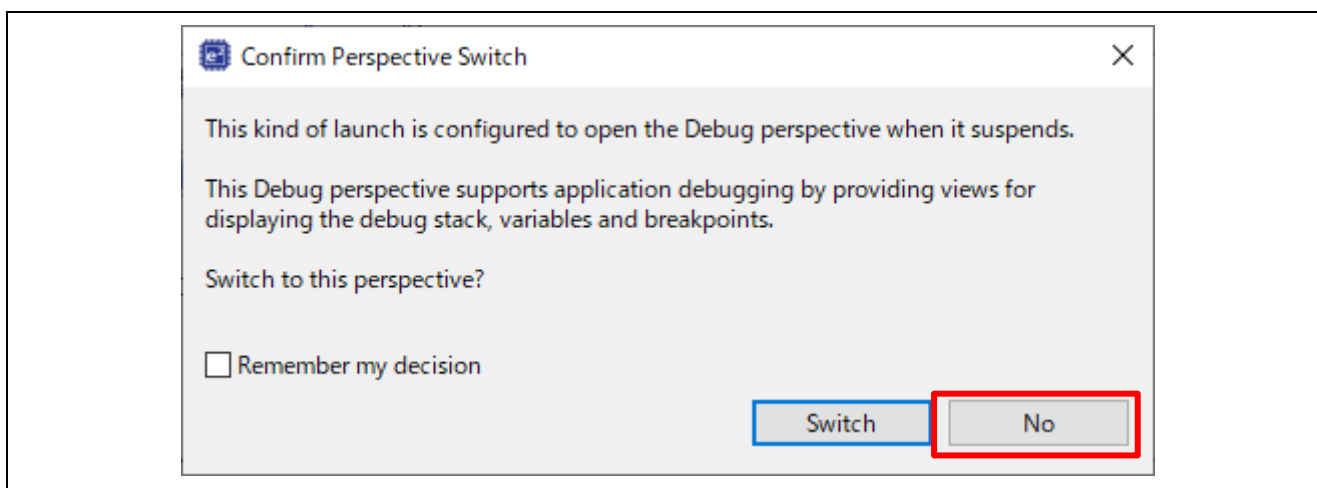 Confirm Perspective Switch
This kind of launch is configured to open the Debug perspective when it suspends.
This Debug perspective supports application debugging by providing views for
displaying the debug stack, variables and breakpoints.
Switch to this perspective?
Remember my decision
Switch
No